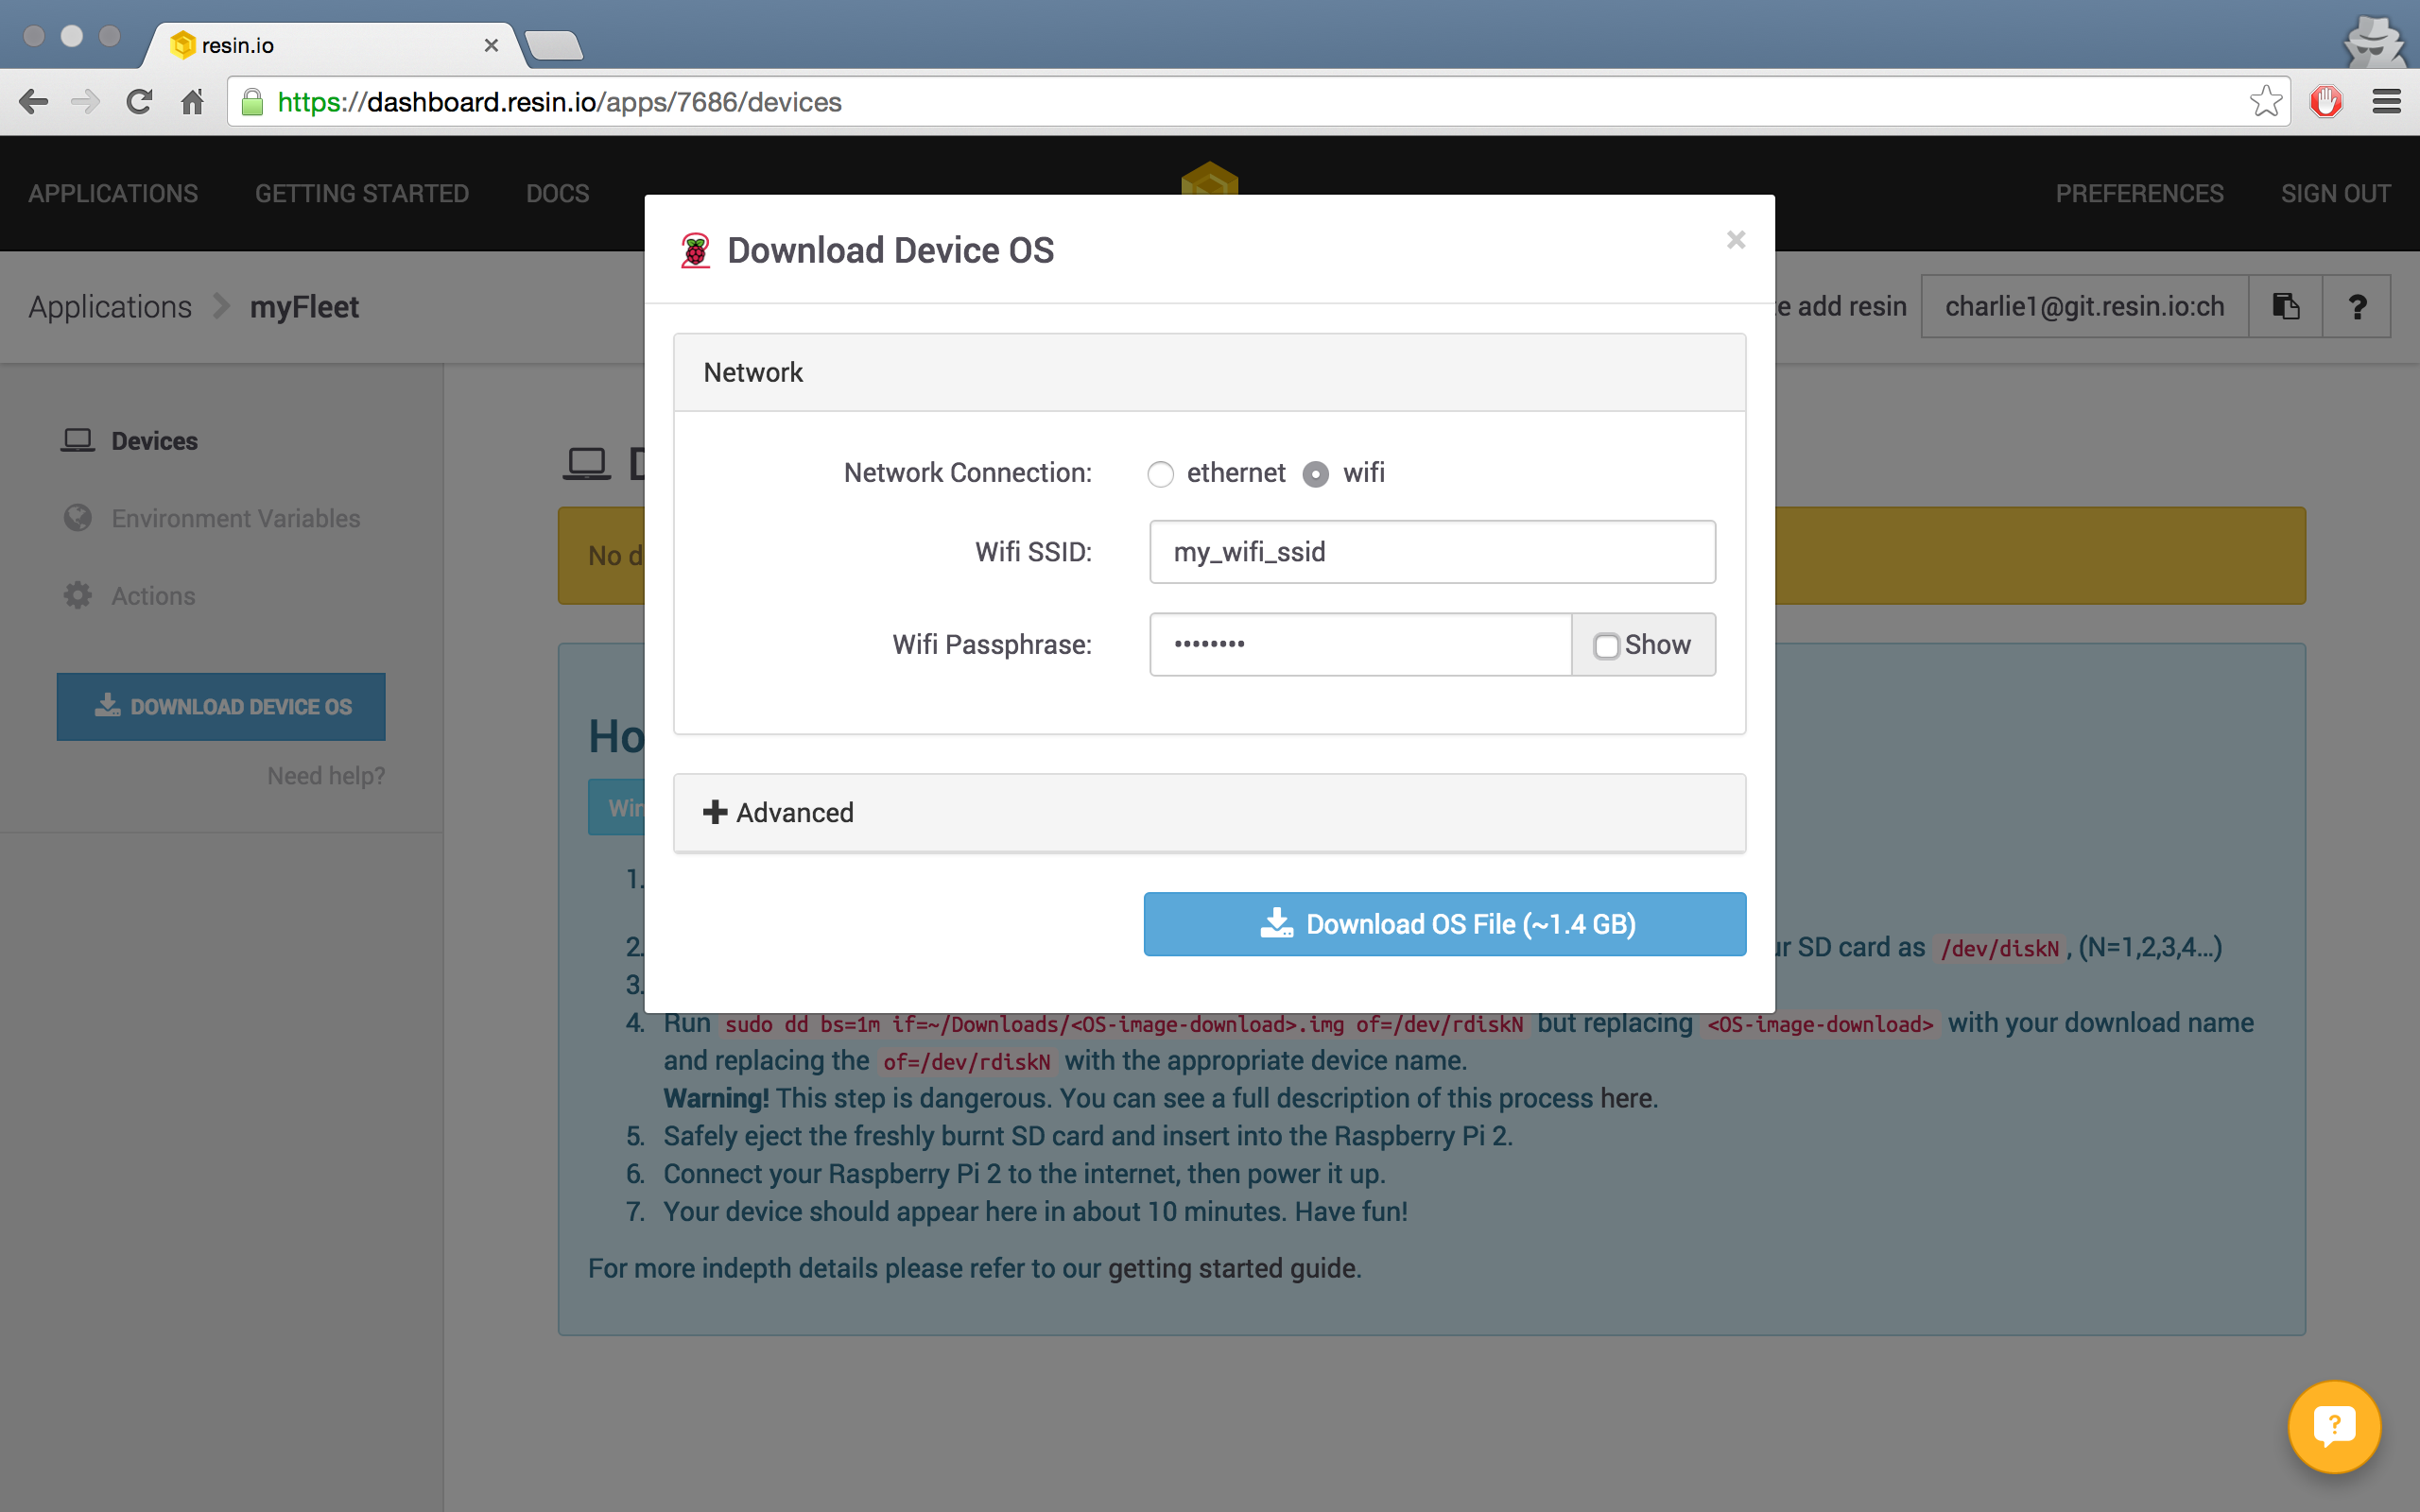 resin.io
https://dashboard.resin.io/apps/7686/devices
APPLICATIONS GETTING STARTED DOCS PREFERENCES SIGN OUT
Download Device OS
Applications myFleet add resin charlie1@git.resin.io:ch ?
Network
Devices
Network Connection: ethernet wifi
Environment Variables
Wifi SSID: my_wifi_ssid
No
Actions
Wifi Passphrase: •••••••• Show
DOWNLOAD DEVICE OS
Need help?
Advanced
1.
Download OS File (~1.4 GB)
2. SD card as /dev/diskN , (N=1,2,3,4...)
3.
4. Run sudo dd bs=1m if=~/Downloads/<OS-image-download>.img of=/dev/rdiskN but replacing <OS-image-download> with your download name
and replacing the of=/dev/rdiskN with the appropriate device name.
Warning! This step is dangerous. You can see a full description of this process here.
5. Safely eject the freshly burnt SD card and insert into the Raspberry Pi 2.
6. Connect your Raspberry Pi 2 to the internet, then power it up.
7. Your device should appear here in about 10 minutes. Have fun!
For more indepth details please refer to our getting started guide.